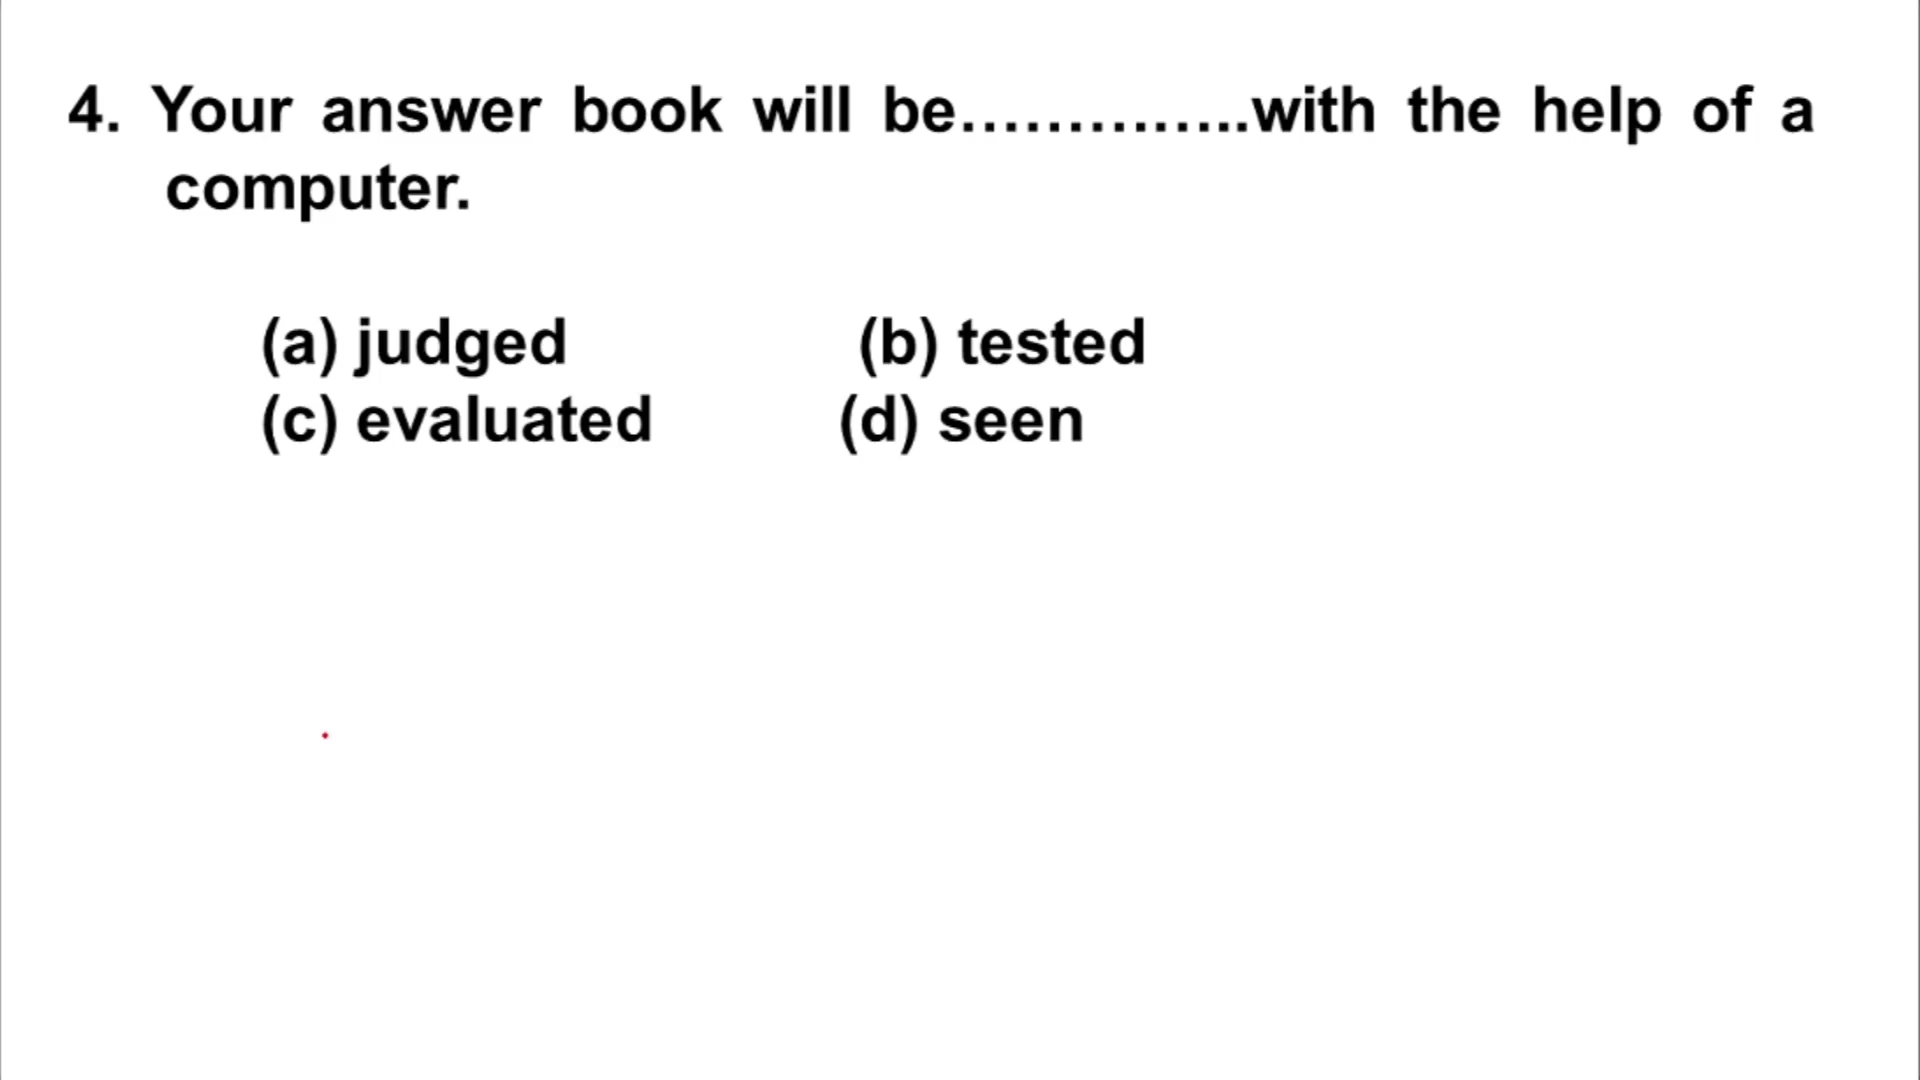 4. Your answer book will be…………..with the help of a
computer.
(a) judged (b) tested
(c) evaluated (d) seen